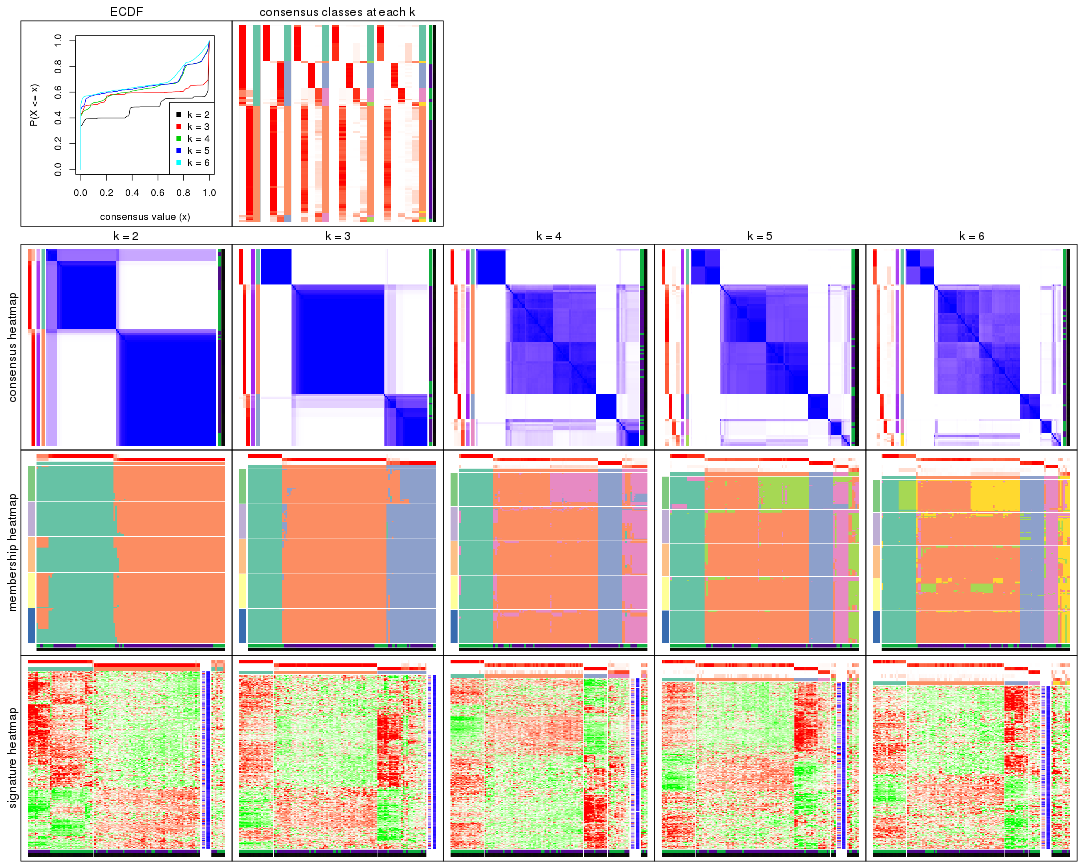 ECDF
consensus classes at each k
P(X <= x)
0.0 0.2 0.4 0.6 0.8 1.0
k = 2
k = 3
k = 4
k = 5
k = 6
0.0 0.2 0.4 0.6 0.8 1.0
consensus value (x)
k = 2
k = 3
k = 4
k = 5
k = 6
consensus heatmap
membership heatmap
signature heatmap